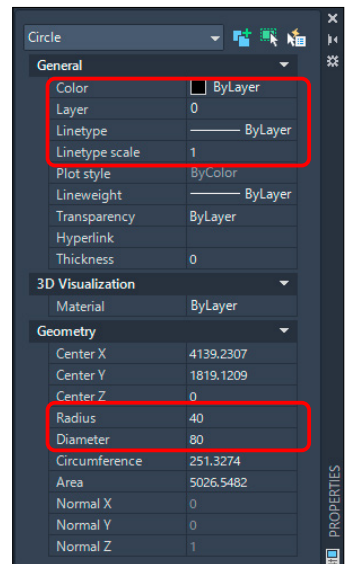 Circle
General
Color ByLayer
Layer 0
Linetype ByLayer
Linetype scale 1
Plot style ByColor
Lineweight ByLayer
Transparency ByLayer
Hyperlink
Thickness 0
3D Visualization
Material ByLayer
Geometry
Center X 4139.2307
Center Y 1819.1209
Center Z 0
Radius 40
Diameter 80
Circumference 251.3274
Area 5026.5482
Normal X 0
Normal Y 0
Normal Z 1
PROPERTIES